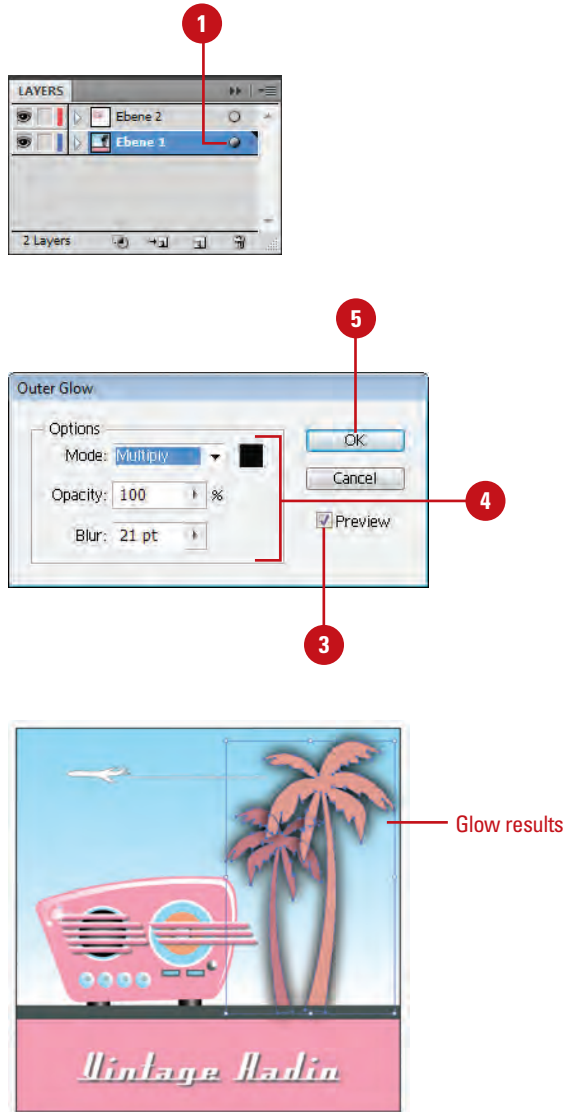 1
LAYERS
Ebene 2
Ebene 1
2 Layers
5
Outer Glow
Options
Mode: Multiply
OK
Opacity: 100 %
Cancel
4
Blur: 21 pt
Preview
3
Glow results
Vintage Radio